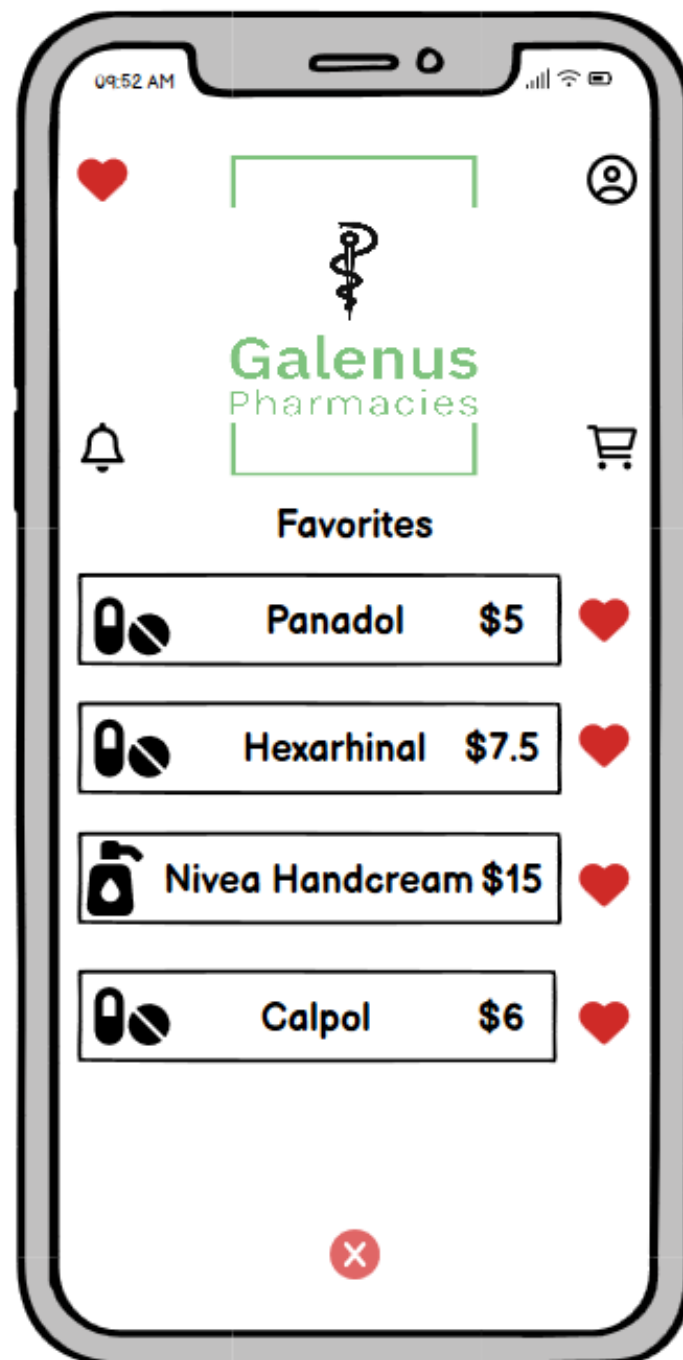 09:52 AM
Galenus
Pharmacies
Favorites
Panadol $5
Hexarhinal $7.5
Nivea Handcream $15
Calpol $6